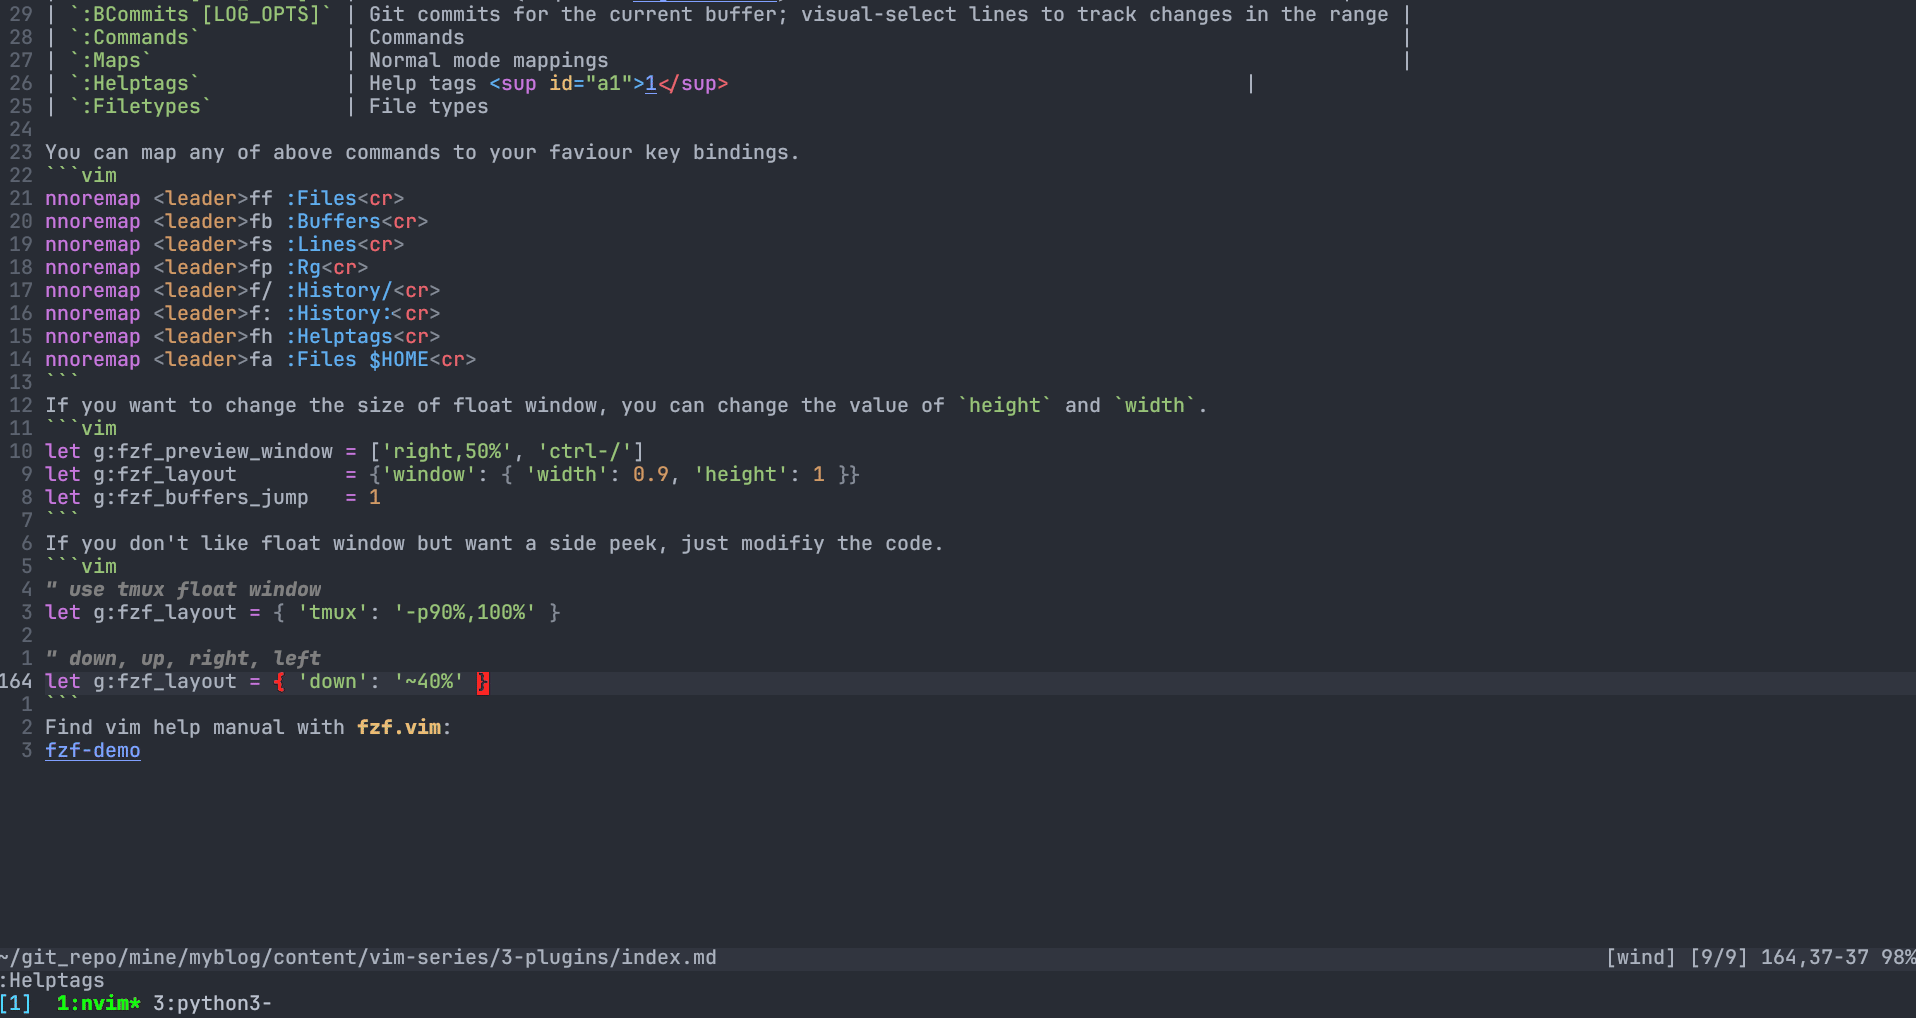 29 | `:BCommits [LOG_OPTS]` | Git commits for the current buffer; visual-select lines to track changes in the range |
28 | `:Commands` | Commands |
27 | `:Maps` | Normal mode mappings |
26 | `:Helptags` | Help tags <sup id="a1">1</sup> |
25 | `:Filetypes` | File types
24
23 You can map any of above commands to your faviour key bindings.
22 ```vim
21 nnoremap <leader>ff :Files<cr>
20 nnoremap <leader>fb :Buffers<cr>
19 nnoremap <leader>fs :Lines<cr>
18 nnoremap <leader>fp :Rg<cr>
17 nnoremap <leader>f/ :History/<cr>
16 nnoremap <leader>f: :History:<cr>
15 nnoremap <leader>fh :Helptags<cr>
14 nnoremap <leader>fa :Files $HOME<cr>
13 ```
12 If you want to change the size of float window, you can change the value of `height` and `width`.
11 ```vim
10 let g:fzf_preview_window = ['right,50%', 'ctrl-/']
9 let g:fzf_layout = {'window': { 'width': 0.9, 'height': 1 }}
8 let g:fzf_buffers_jump = 1
7 ```
6 If you don't like float window but want a side peek, just modifiy the code.
5 ```vim
4 " use tmux float window
3 let g:fzf_layout = { 'tmux': '-p90%,100%' }
2
1 " down, up, right, left
164 let g:fzf_layout = { 'down': '~40%' }
1 ```
2 Find vim help manual with fzf.vim:
3 fzf-demo
~/git_repo/mine/myblog/content/vim-series/3-plugins/index.md [wind] [9/9] 164,37-37 98%
:Helptags
[1] 1:nvim* 3:python3-